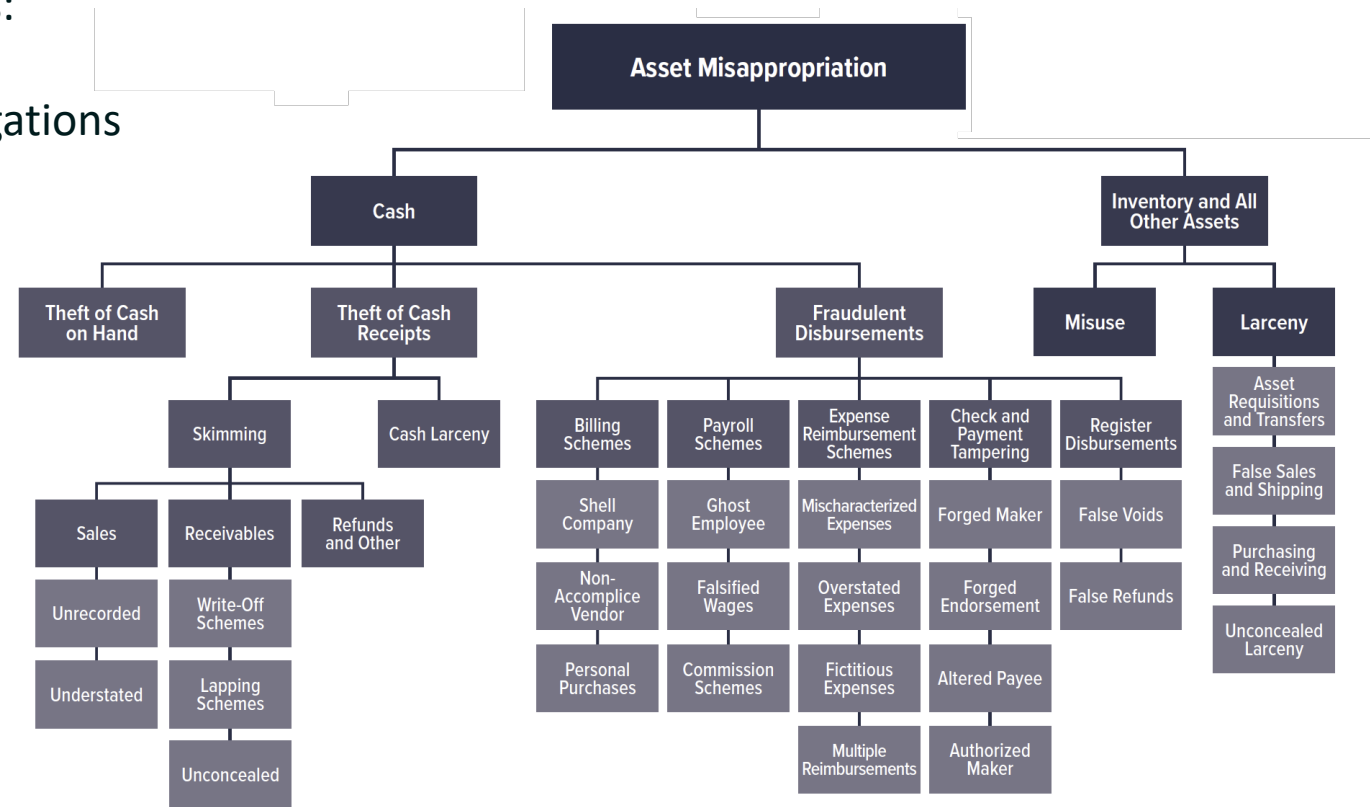 gations
Asset Misappropriation
Cash
Inventory and All
Other Assets
Theft of Cash
on Hand
Theft of Cash
Receipts
Fraudulent
Disbursements
Misuse
Larceny
Skimming
Cash Larceny
Billing
Schemes
Payroll
Schemes
Expense
Reimbursement
Schemes
Check and
Payment
Tampering
Register
Disbursements
Asset
Requisitions
and Transfers
Sales
Receivables
Refunds
and Other
Shell
Company
Ghost
Employee
Mischaracterized
Expenses
Forged Maker
False Voids
False Sales
and Shipping
Unrecorded
Write-Off
Schemes
Non-
Accomplice
Vendor
Falsified
Wages
Overstated
Expenses
Forged
Endorsement
False Refunds
Purchasing
and Receiving
Understated
Lapping
Schemes
Personal
Purchases
Commission
Schemes
Fictitious
Expenses
Altered Payee
Unconcealed
Larceny
Unconcealed
Multiple
Reimbursements
Authorized
Maker